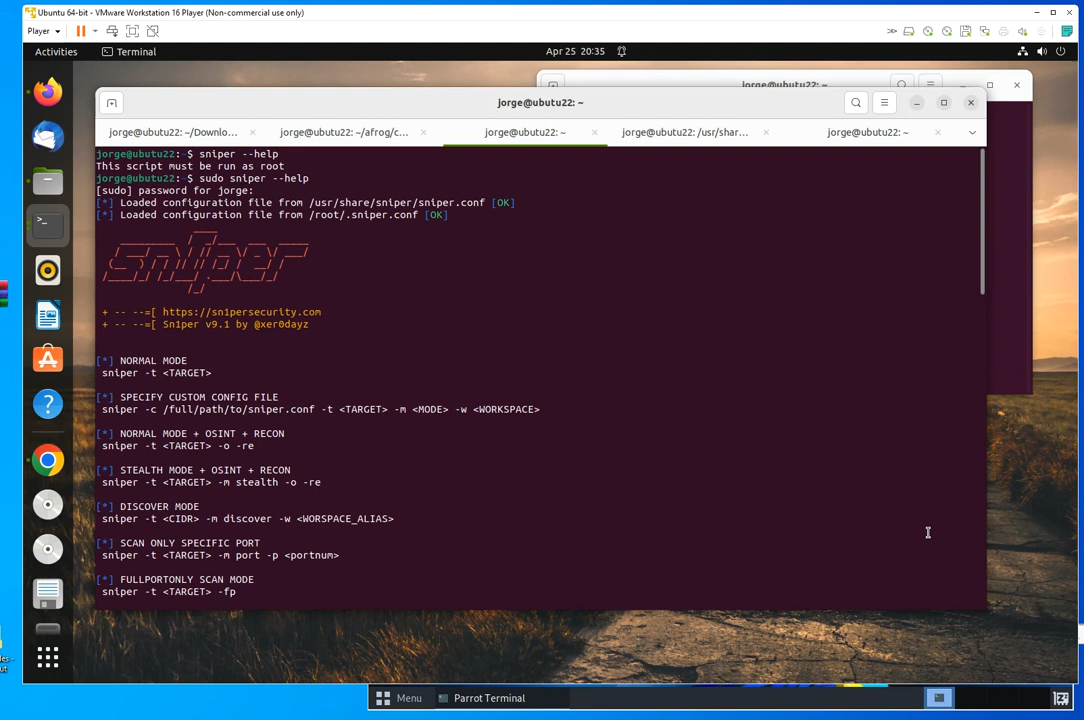 Ubuntu 64-bit - VMware Workstation 16 Player (Non-commercial use only)
Player
Activities
Terminal
Apr 25 20:35
jorge@ubutu22: ~
jorge@ubutu22: ~
jorge@ubutu22: ~/Downlo...
jorge@ubutu22: ~/afrog/c...
jorge@ubutu22: ~
jorge@ubutu22: /usr/shar...
jorge@ubutu22: ~
jorge@ubutu22:~$ sniper --help
This script must be run as root
jorge@ubutu22:~$ sudo sniper --help
[sudo] password for jorge:
[*] Loaded configuration file from /usr/share/sniper/sniper.conf [OK]
[*] Loaded configuration file from /root/.sniper.conf [OK]
sn1per
+ -- --=[ https://sn1persecurity.com
+ -- --=[ Sn1per v9.1 by @xer0dayz
[*] NORMAL MODE
sniper -t <TARGET>
[*] SPECIFY CUSTOM CONFIG FILE
sniper -c /full/path/to/sniper.conf -t <TARGET> -m <MODE> -w <WORKSPACE>
[*] NORMAL MODE + OSINT + RECON
sniper -t <TARGET> -o -re
[*] STEALTH MODE + OSINT + RECON
sniper -t <TARGET> -m stealth -o -re
[*] DISCOVER MODE
sniper -t <CIDR> -m discover -w <WORSPACE_ALIAS>
[*] SCAN ONLY SPECIFIC PORT
sniper -t <TARGET> -m port -p <portnum>
[*] FULLPORTONLY SCAN MODE
sniper -t <TARGET> -fp
Menu
Parrot Terminal